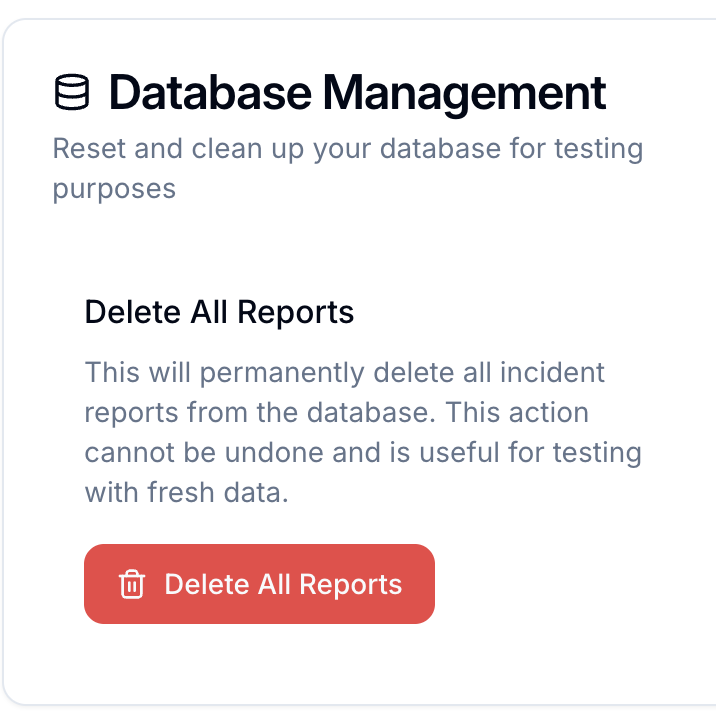 Database Management
Reset and clean up your database for testing
purposes
Delete All Reports
This will permanently delete all incident
reports from the database. This action
cannot be undone and is useful for testing
with fresh data.
Delete All Reports